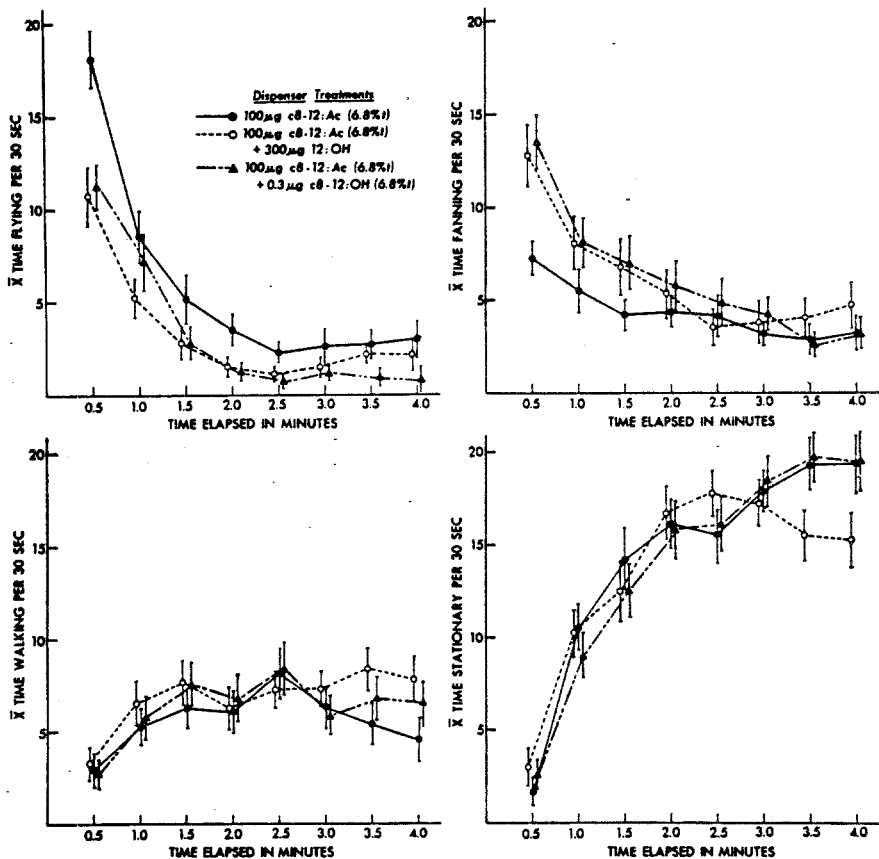 X̄ TIME FLYING PER 30 SEC
20
15
10
5
Dispenser Treatments
100μg c8-12:Ac (6.8%t)
100μg c8-12:Ac (6.8%t)
+ 300μg 12:OH
100μg c8-12:Ac (6.8%t)
+ 0.3μg c8-12:OH (6.8%t)
0.5 1.0 1.5 2.0 2.5 3.0 3.5 4.0
TIME ELAPSED IN MINUTES
X̄ TIME FANNING PER 30 SEC
20
15
10
5
0.5 1.0 1.5 2.0 2.5 3.0 3.5 4.0
TIME ELAPSED IN MINUTES
X̄ TIME WALKING PER 30 SEC
20
15
10
5
0.5 1.0 1.5 2.0 2.5 3.0 3.5 4.0
TIME ELAPSED IN MINUTES
X̄ TIME STATIONARY PER 30 SEC
20
15
10
5
0.5 1.0 1.5 2.0 2.5 3.0 3.5 4.0
TIME ELAPSED IN MINUTES